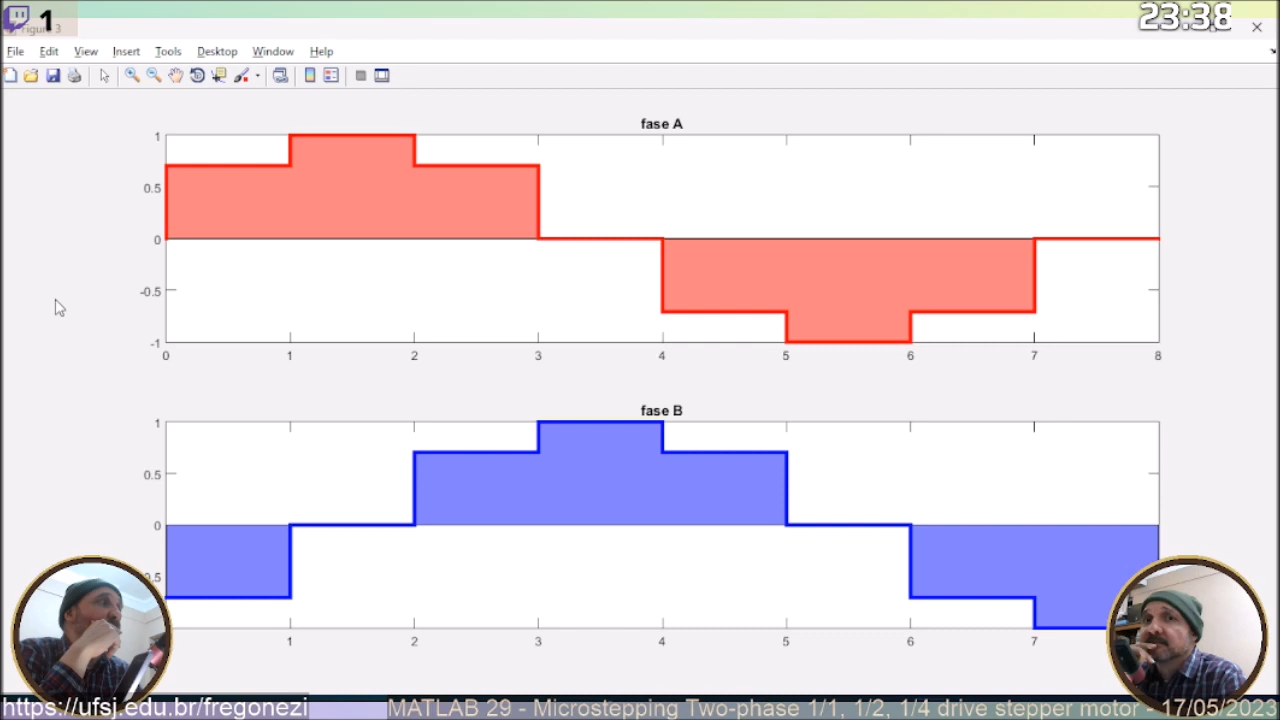 1
23:38
Figure 3
File Edit View Insert Tools Desktop Window Help
fase A
1
0.5
0
-0.5
-1
0 1 2 3 4 5 6 7 8
fase B
1
0.5
0
1 2 3 4 5 6 7
https://ufsj.edu.br/fregonezi
MATLAB 29 - Microstepping Two-phase 1/1, 1/2, 1/4 drive stepper motor - 17/05/2023